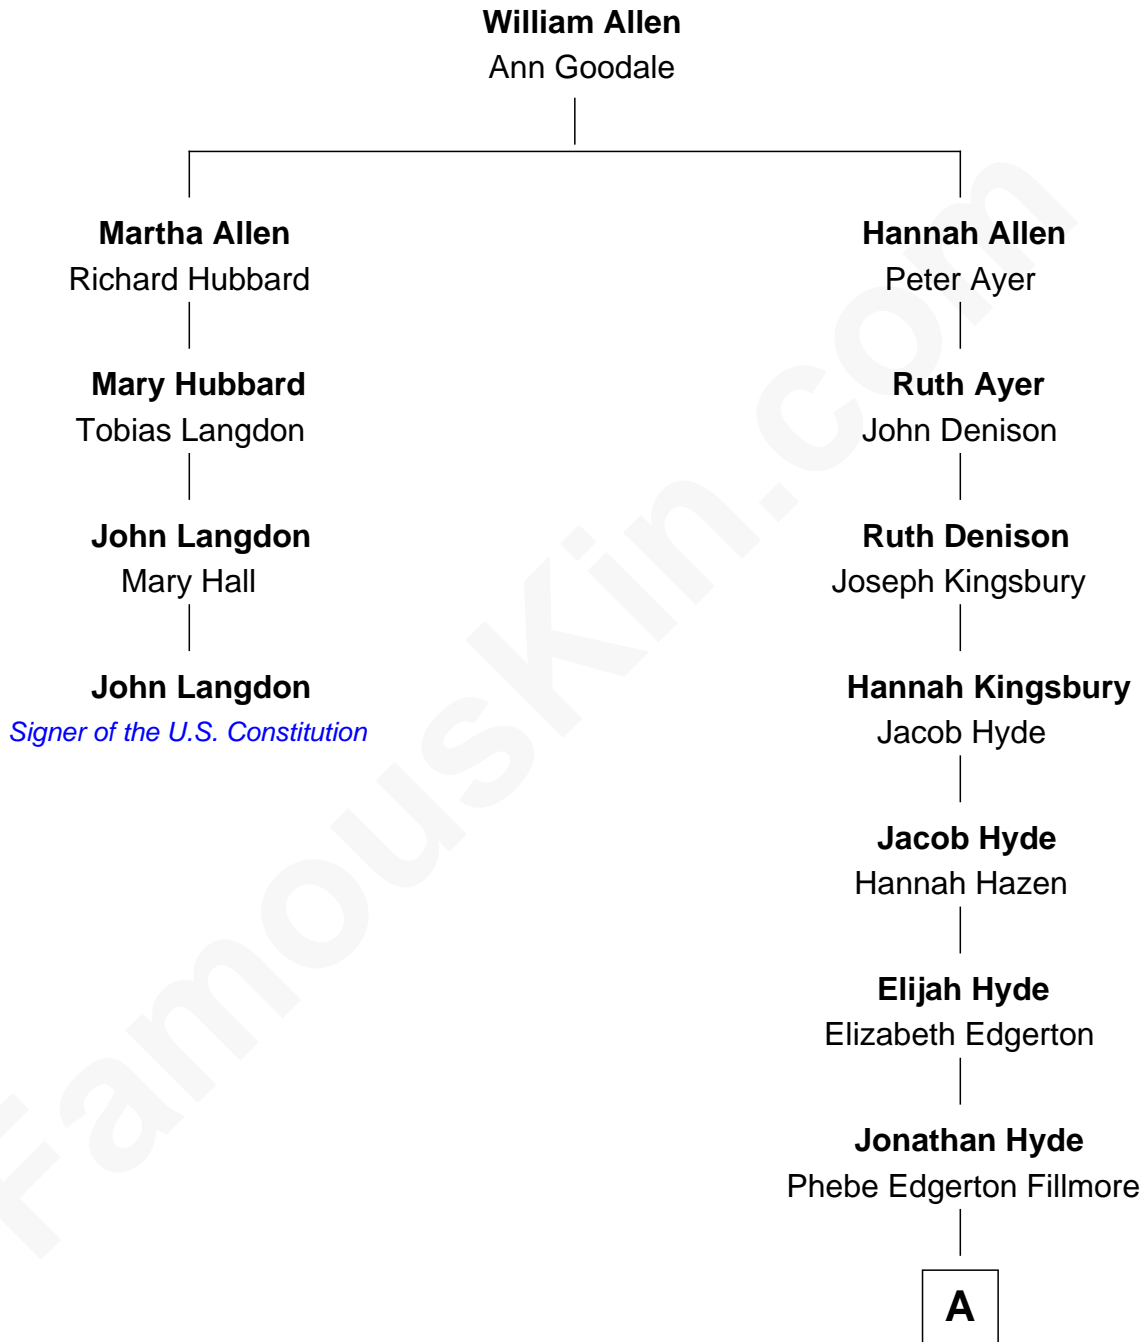 William Allen
Ann Goodale
Martha Allen
Richard Hubbard
Mary Hubbard
Tobias Langdon
John Langdon
Mary Hall
John Langdon
Signer of the U.S. Constitution
Hannah Allen
Peter Ayer
Ruth Ayer
John Denison
Ruth Denison
Joseph Kingsbury
Hannah Kingsbury
Jacob Hyde
Jacob Hyde
Hannah Hazen
Elijah Hyde
Elizabeth Edgerton
Jonathan Hyde
Phebe Edgerton Fillmore
A
FamousKin.com